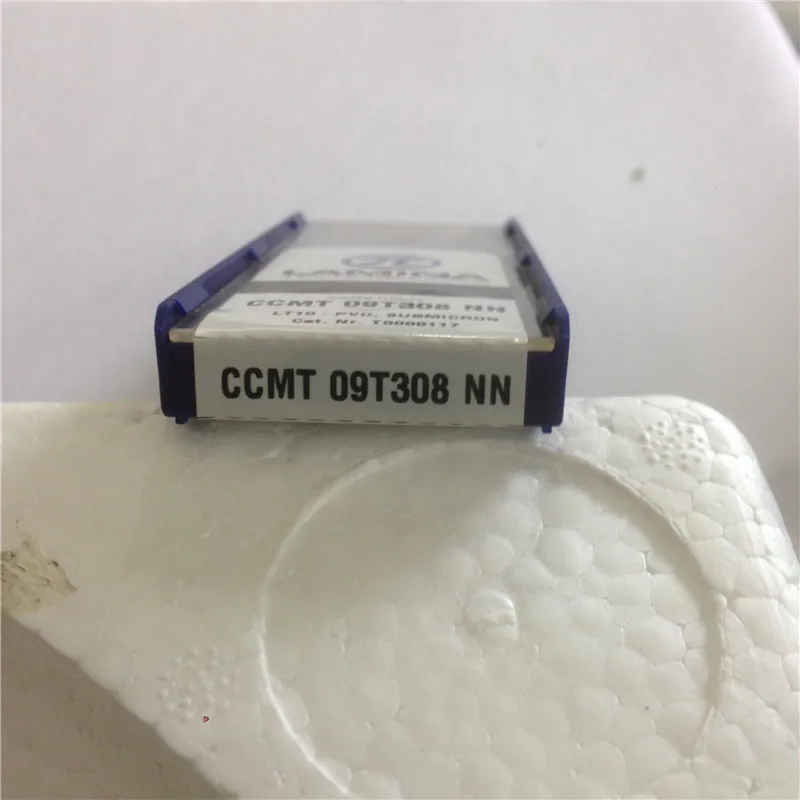 LAMINA
CCMT 09T308 NN
LT10 - PVD, SUBMICRON
Cat. Nr. T0000117
CCMT 09T308 NN